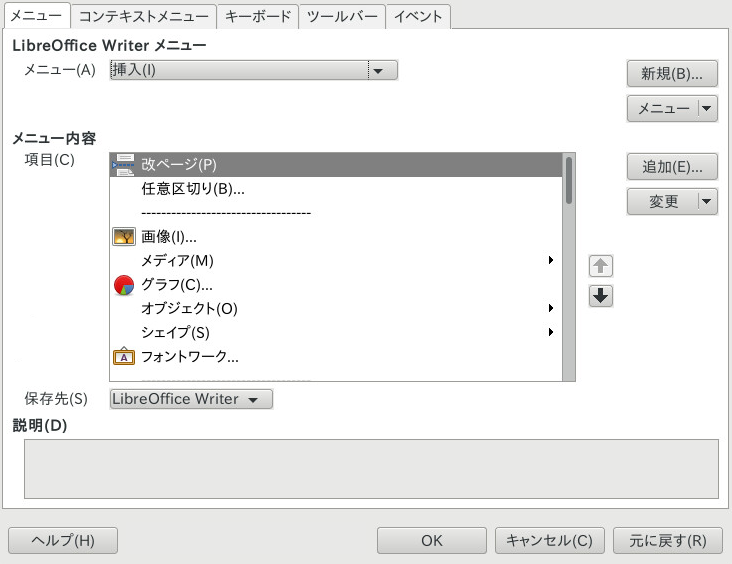 メニュー コンテキストメニュー キーボード ツールバー イベント
LibreOffice Writer メニュー
メニュー(A) 挿入(I) 新規(B)...
メニュー
メニュー内容
項目(C) 改ページ(P) 追加(E)...
任意区切り(B)...
変更
----------------------------------
画像(I)...
メディア(M)
グラフ(C)...
オブジェクト(O)
シェイプ(S)
A フォントワーク...
保存先(S) LibreOffice Writer
説明(D)
ヘルプ(H) OK キャンセル(C) 元に戻す(R)